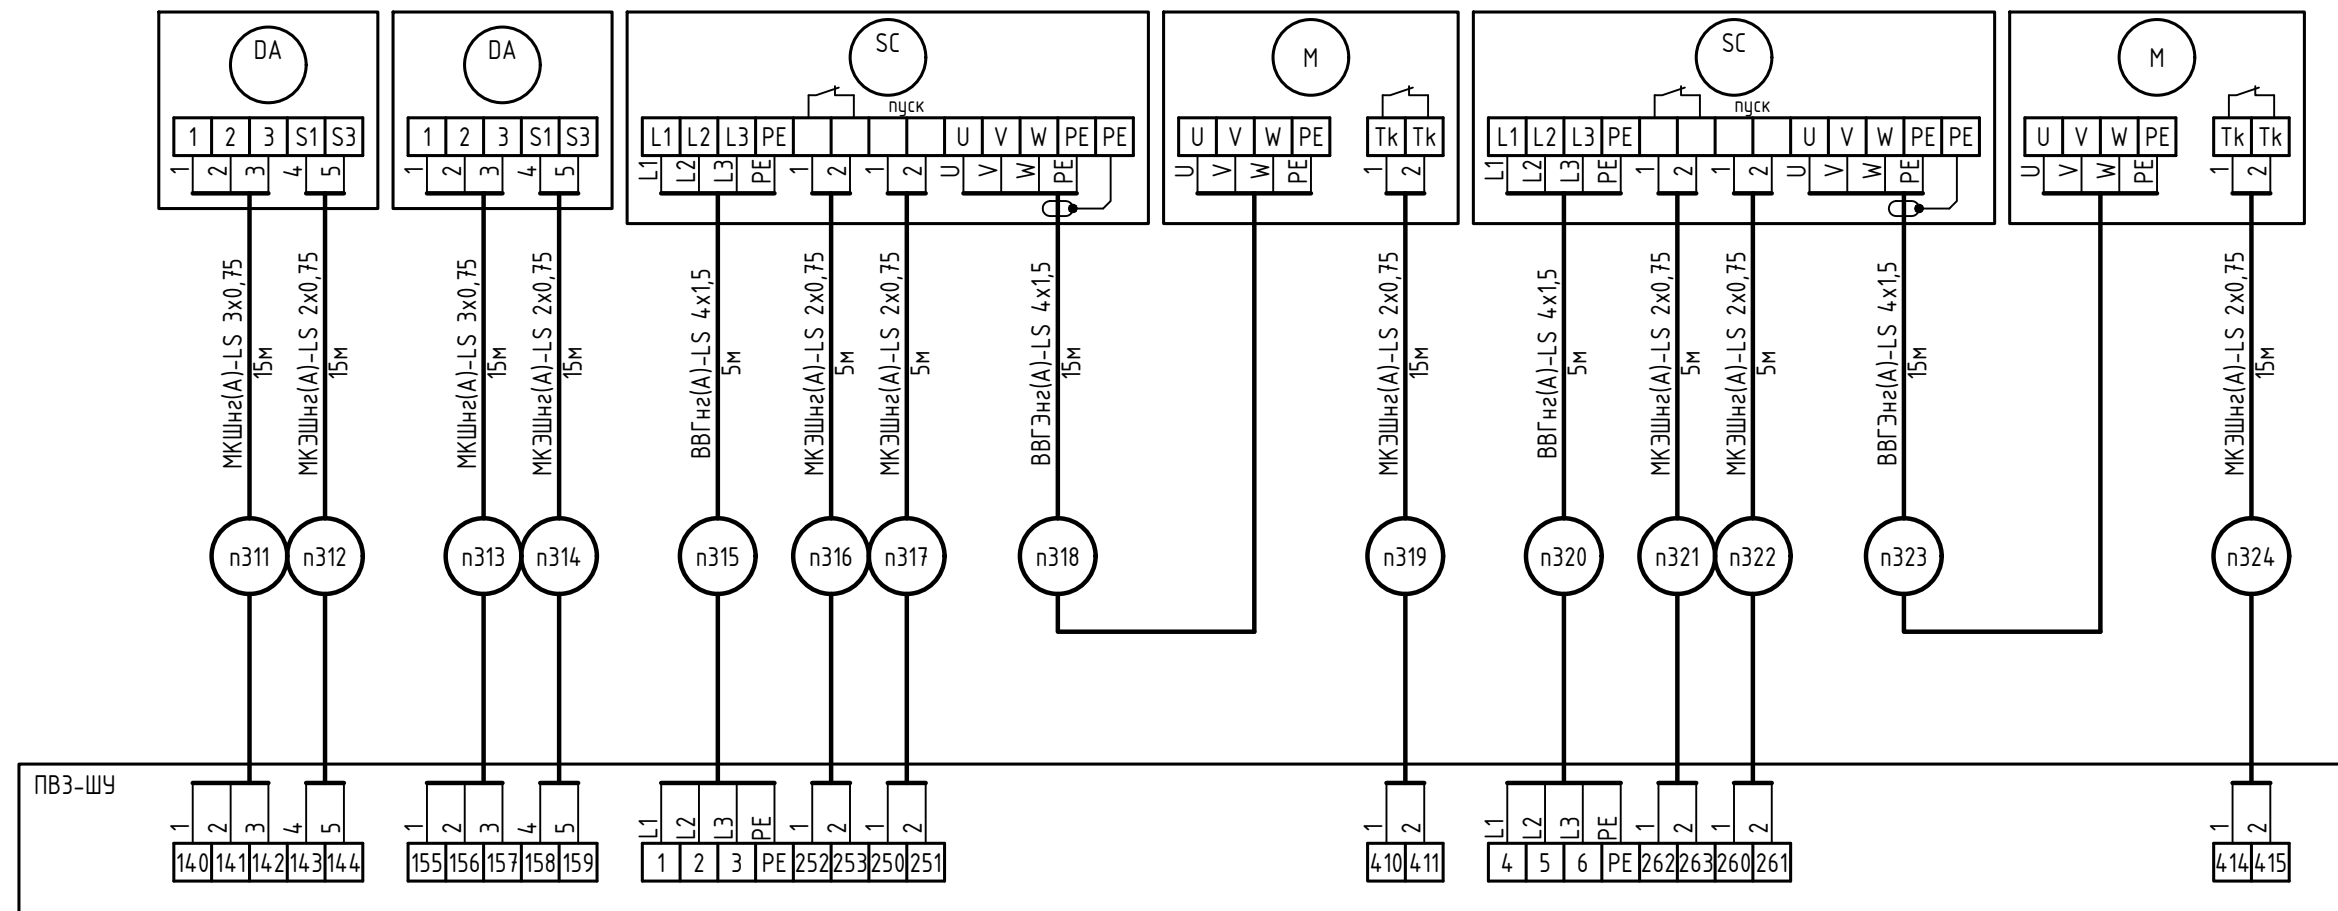 DA
DA
SC
M
SC
M
пуск
пуск
1 2 3 S1 S3
1 2 3 S1 S3
L1 L2 L3 PE U V W PE PE
U V W PE
Tk Tk
L1 L2 L3 PE U V W PE PE
U V W PE
Tk Tk
1 2 3 4 5
1 2 3 4 5
L1 L2 L3 PE 1 2 1 2 U V W PE
U V W PE
1 2
L1 L2 L3 PE 1 2 1 2 U V W PE
U V W PE
1 2
МКШнг(А)-LS 3х0,75
15м
МКЭШнг(А)-LS 2х0,75
15м
МКШнг(А)-LS 3х0,75
15м
МКЭШнг(А)-LS 2х0,75
15м
ВВГнг(А)-LS 4х1,5
5м
МКЭШнг(А)-LS 2х0,75
5м
МКЭШнг(А)-LS 2х0,75
5м
ВВГЭнг(А)-LS 4х1,5
15м
МКЭШнг(А)-LS 2х0,75
15м
ВВГнг(А)-LS 4х1,5
5м
МКЭШнг(А)-LS 2х0,75
5м
МКЭШнг(А)-LS 2х0,75
5м
ВВГЭнг(А)-LS 4х1,5
15м
МКЭШнг(А)-LS 2х0,75
15м
п311 п312 п313 п314 п315 п316 п317 п318 п319 п320 п321 п322 п323 п324
ПВ3-ШУ
1 2 3 4 5
1 2 3 4 5
L1 L2 L3 PE 1 2 1 2
1 2
L1 L2 L3 PE 1 2 1 2
1 2
140 141 142 143 144
155 156 157 158 159
1 2 3 PE 252 253 250 251
410 411
4 5 6 PE 262 263 260 261
414 415